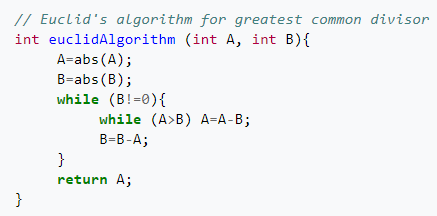 // Euclid's algorithm for greatest common divisor
int euclidAlgorithm (int A, int B){
     A=abs(A);
     B=abs(B);
     while (B!=0){
          while (A>B) A=A-B;
          B=B-A;
     }
     return A;
}